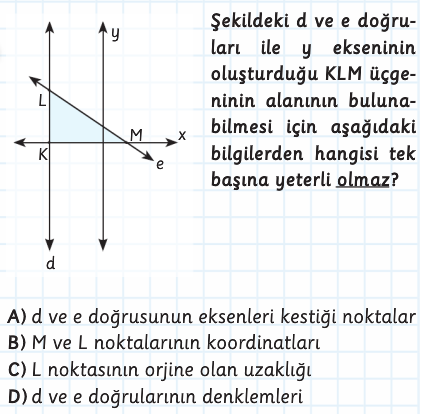 y
L
M
x
K
e
d
Şekildeki d ve e doğru-
ları ile y ekseninin
oluşturduğu KLM üçge-
ninin alanının buluna-
bilmesi için aşağıdaki
bilgilerden hangisi tek
başına yeterli olmaz?
A) d ve e doğrusunun eksenleri kestiği noktalar
B) M ve L noktalarının koordinatları
C) L noktasının orjine olan uzaklığı
D) d ve e doğrularının denklemleri